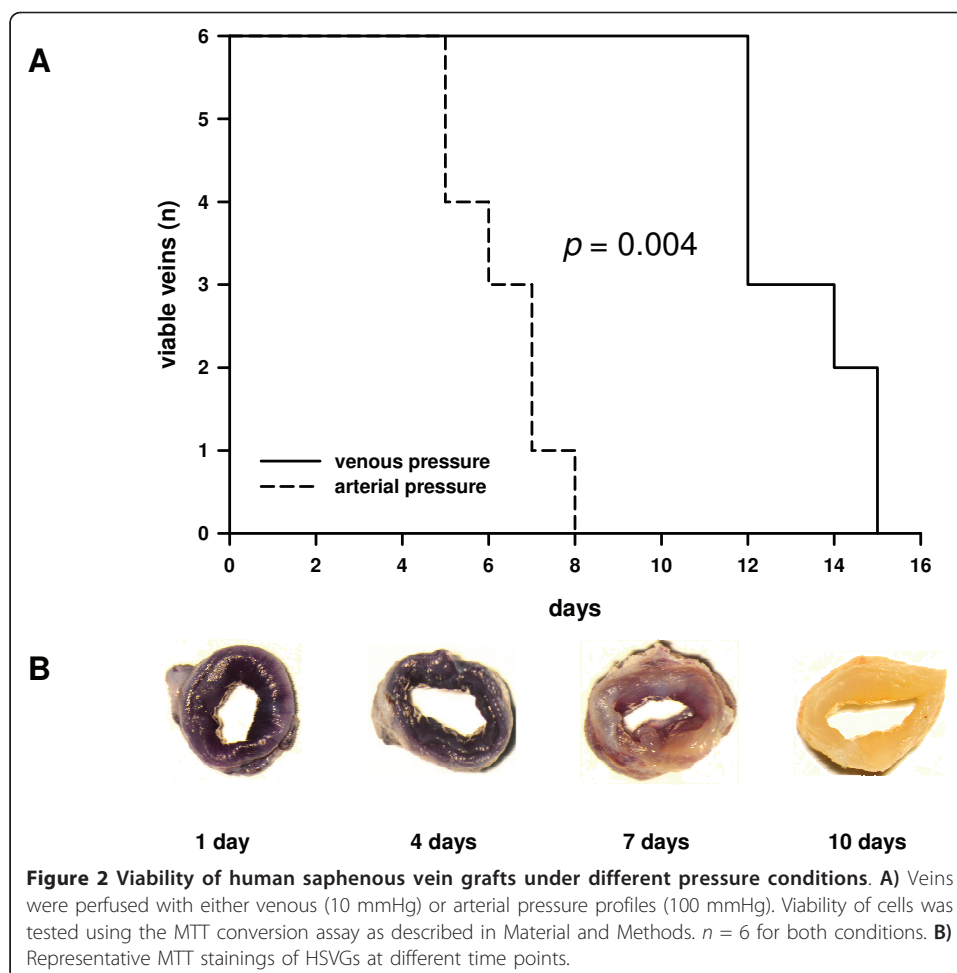 A
6
5
4
3
2
1
0
viable veins (n)
p = 0.004
venous pressure
arterial pressure
0 2 4 6 8 10 12 14 16
days
B
1 day 4 days 7 days 10 days
Figure 2 Viability of human saphenous vein grafts under different pressure conditions. A) Veins
were perfused with either venous (10 mmHg) or arterial pressure profiles (100 mmHg). Viability of cells was
tested using the MTT conversion assay as described in Material and Methods. n = 6 for both conditions. B)
Representative MTT stainings of HSVGs at different time points.